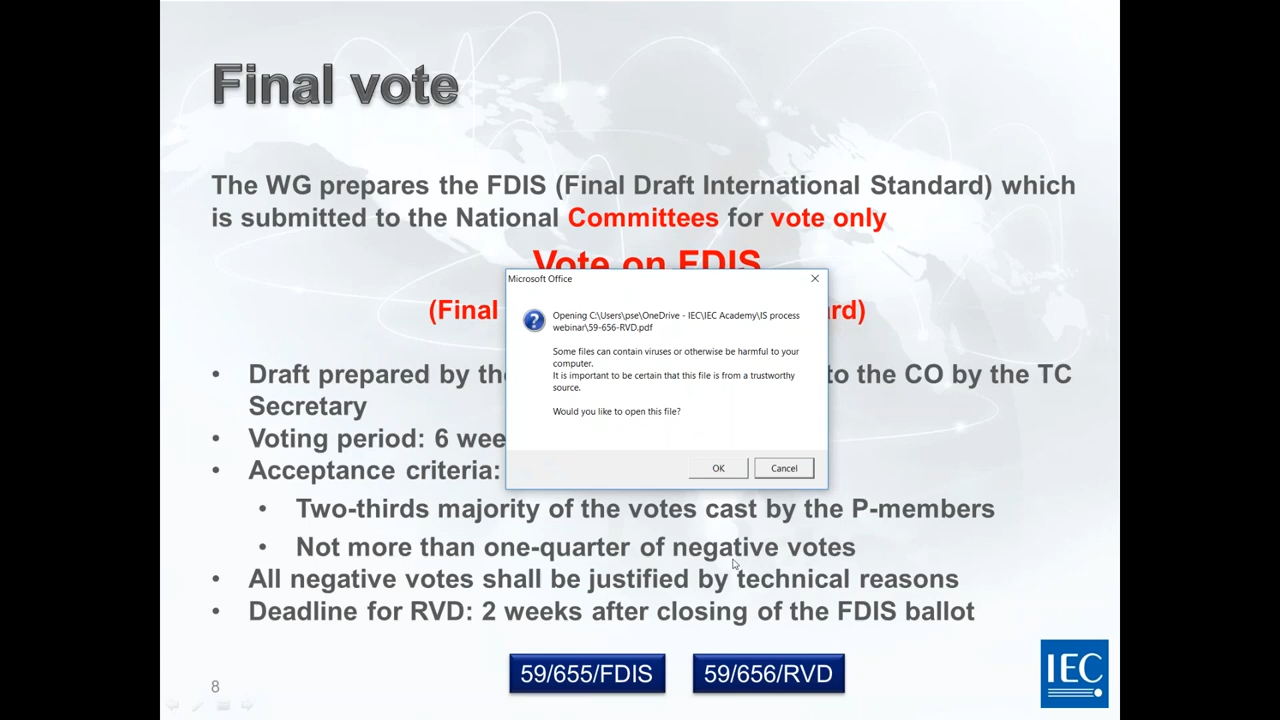 Final vote
The WG prepares the FDIS (Final Draft International Standard) which
is submitted to the National Committees for vote only
Vote on FDIS
(Final
rd)
Microsoft Office
Opening C:\Users\pse\OneDrive - IEC\IEC Academy\IS process
webinar\59-656-RVD.pdf
Some files can contain viruses or otherwise be harmful to your
computer.
It is important to be certain that this file is from a trustworthy
source.
Would you like to open this file?
OK Cancel
• Draft prepared by to the CO by the TC
Secretary
• Voting period: 6
• Acceptance criteria:
• Two-thirds majority of the votes cast by the P-members
• Not more than one-quarter of negative votes
• All negative votes shall be justified by technical reasons
• Deadline for RVD: 2 weeks after closing of the FDIS ballot
59/655/FDIS 59/656/RVD
8
IEC